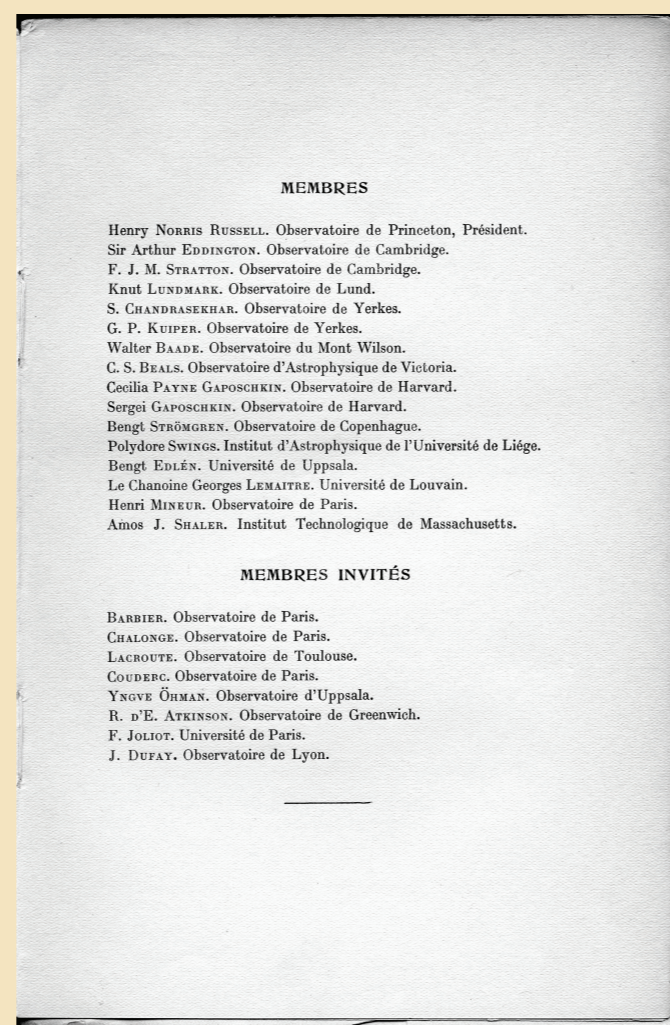 MEMBRES
Henry NORRIS RUSSELL. Observatoire de Princeton, Président.
Sir Arthur EDDINGTON. Observatoire de Cambridge.
F. J. M. STRATTON. Observatoire de Cambridge.
Knut LUNDMARK. Observatoire de Lund.
S. CHANDRASEKHAR. Observatoire de Yerkes.
G. P. KUIPER. Observatoire de Yerkes.
Walter BAADE. Observatoire du Mont Wilson.
C. S. BEALS. Observatoire d'Astrophysique de Victoria.
Cecilia PAYNE GAPOSCHKIN. Observatoire de Harvard.
Sergei GAPOSCHKIN. Observatoire de Harvard.
Bengt STRÖMGREN. Observatoire de Copenhague.
Polydore SWINGS. Institut d'Astrophysique de l'Université de Liége.
Bengt EDLÉN. Université de Uppsala.
Le Chanoine Georges LEMAITRE. Université de Louvain.
Henri MINEUR. Observatoire de Paris.
Amos J. SHALER. Institut Technologique de Massachusetts.
MEMBRES INVITÉS
BARBIER. Observatoire de Paris.
CHALONGE. Observatoire de Paris.
LACROUTE. Observatoire de Toulouse.
COUDERC. Observatoire de Paris.
YNGVE ÖHMAN. Observatoire d'Uppsala.
R. D'E. ATKINSON. Observatoire de Greenwich.
F. JOLIOT. Université de Paris.
J. DUFAY. Observatoire de Lyon.